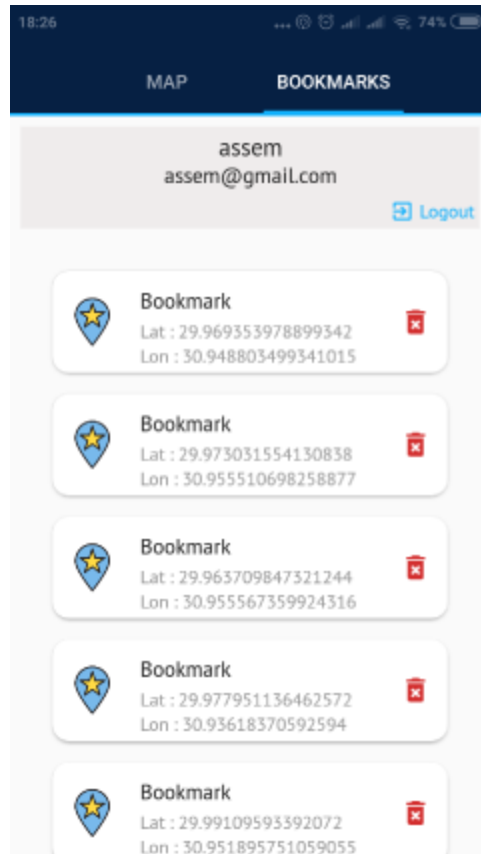 18:26 ... 74%
MAP BOOKMARKS
assem
assem@gmail.com
Logout
Bookmark
Lat : 29.969353978899342
Lon : 30.948803499341015
Bookmark
Lat : 29.973031554130838
Lon : 30.955510698258877
Bookmark
Lat : 29.963709847321244
Lon : 30.955567359924316
Bookmark
Lat : 29.977951136462572
Lon : 30.93618370592594
Bookmark
Lat : 29.99109593392072
Lon : 30.951895751059055